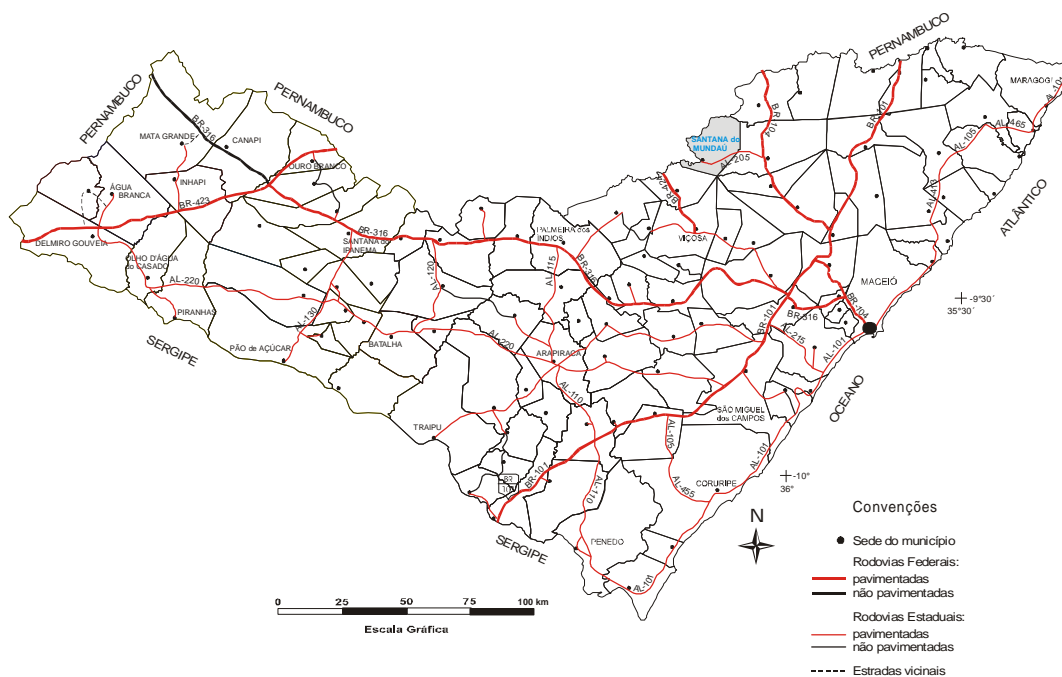 PERNAMBUCO
MARAGOGI
AL-101
PERNAMBUCO
PERNAMBUCO
BR-101
BR-104
AL-465
AL-105
BR-316
MATA GRANDE
CANAPI
SANTANA do
MUNDAÚ
AL-205
OURO BRANCO
INHAPI
ÁGUA
BRANCA
BR-423
AL-413
ATLÂNTICO
DELMIRO GOUVEIA
BR-316
SANTANA do
IPANEMA
PALMEIRA dos
ÍNDIOS
VIÇOSA
OLHO D'ÁGUA
do CASADO
AL-220
AL-120
AL-115
BR-316
MACEIÓ
-9°30´
35°30´
PIRANHAS
AL-130
BR-101
BR-316
BR-104
SERGIPE
PÃO de AÇÚCAR
BATALHA
AL-220
ARAPIRACA
AL-215
AL-101
OCEANO
AL-110
TRAIPU
SÃO MIGUEL
dos CAMPOS
AL-105
AL-101
BR-101
BR
101
AL-110
AL-455
CORURIPE
-10°
36°
SERGIPE
PENEDO
AL-101
N
Convenções
Sede do município
Rodovias Federais:
pavimentadas
não pavimentadas
Rodovias Estaduais:
pavimentadas
não pavimentadas
Estradas vicinais
0 25 50 75 100 km
Escala Gráfica